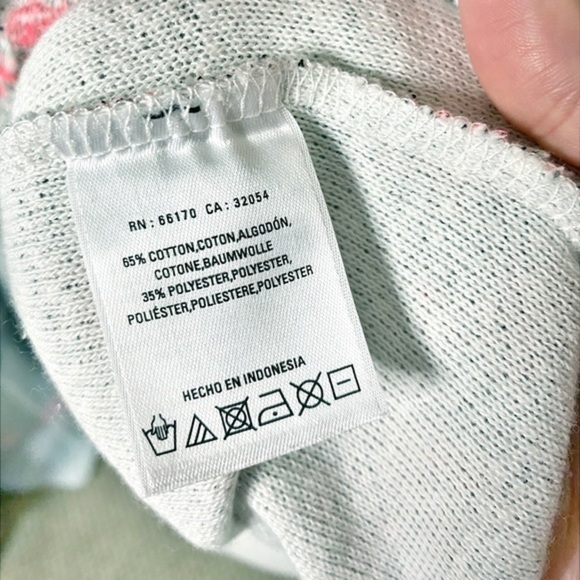 RN : 66170 CA : 32054
65% COTTON,COTON,ALGODÓN,
COTONE,BAUMWOLLE
35% POLYESTER,POLYESTER,
POLIÉSTER,POLIESTERE,POLYESTER
HECHO EN INDONESIA